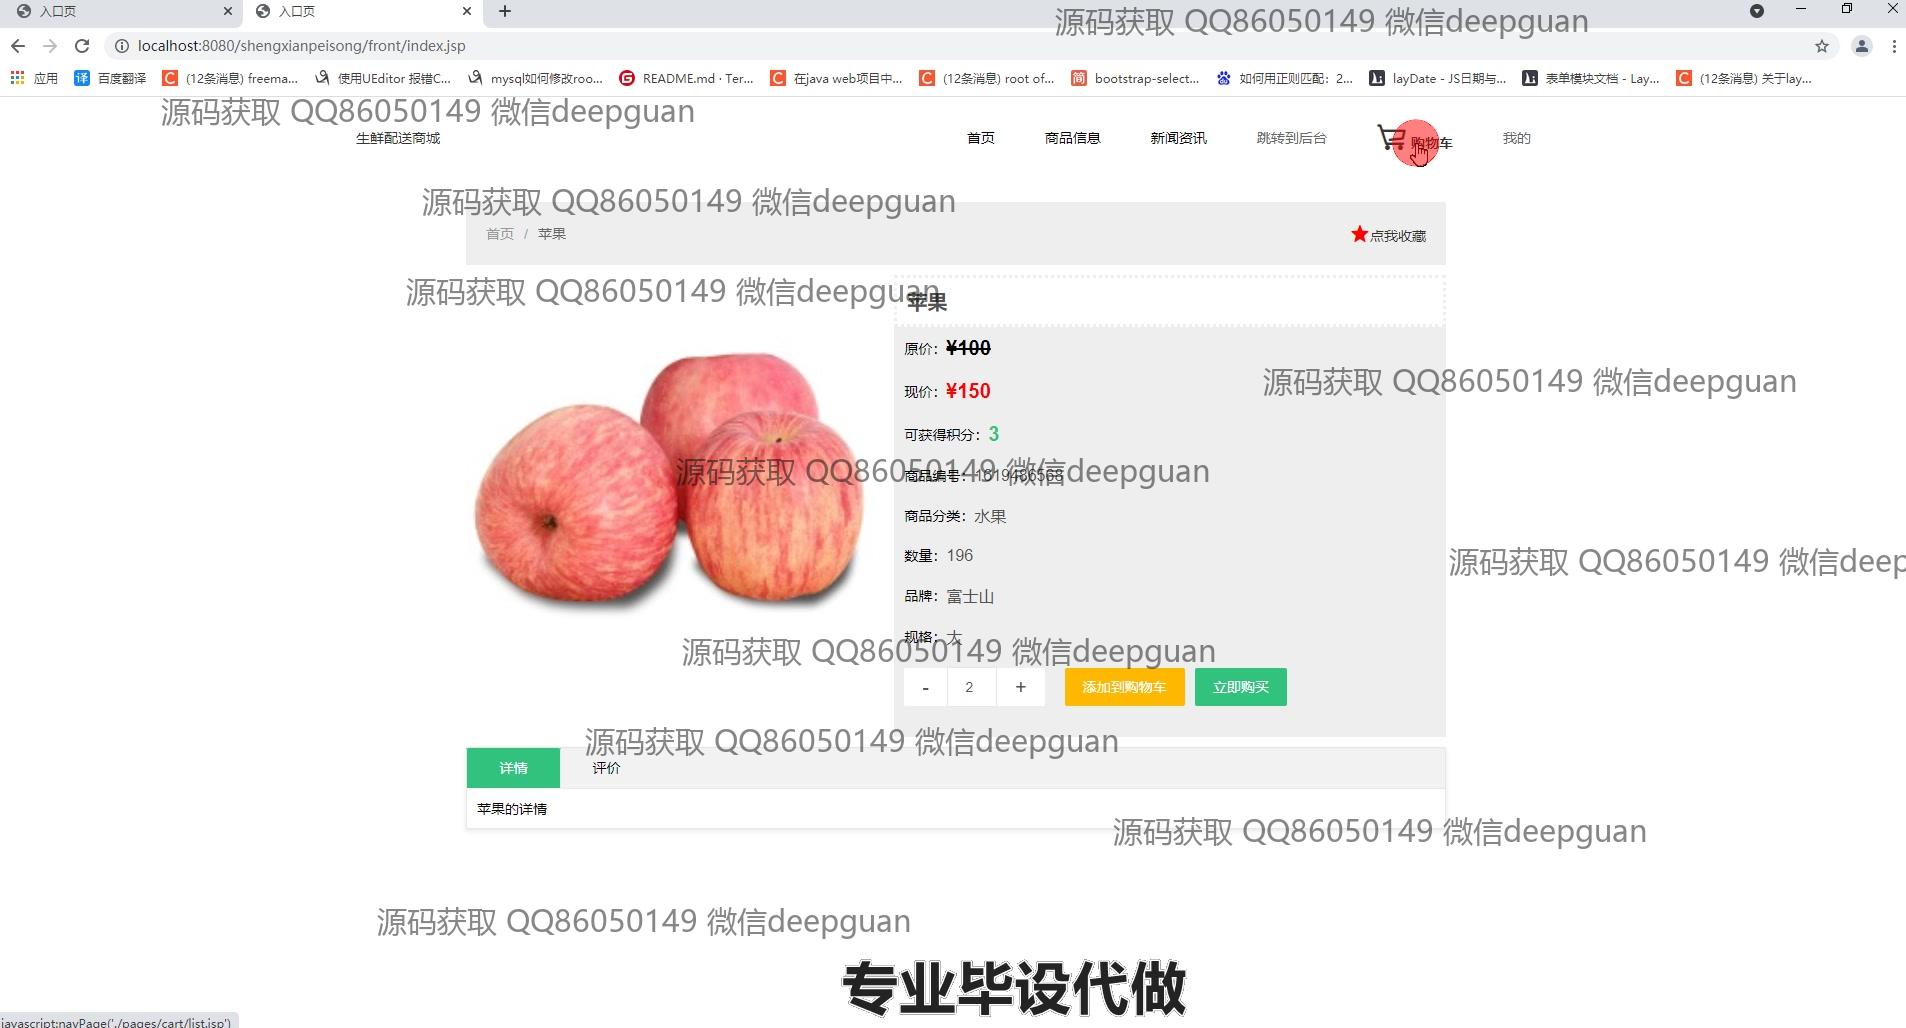 入口页
入口页
源码获取 QQ86050149 微信deepguan
localhost:8080/shengxianpeisong/front/index.jsp
应用
百度翻译
(12条消息) freema...
使用UEditor 报错C...
mysql如何修改roo...
README.md · Ter...
在java web项目中...
(12条消息) root of...
bootstrap-select...
如何用正则匹配：2...
layDate - JS日期与...
表单模块文档 - Lay...
(12条消息) 关于lay...
源码获取 QQ86050149 微信deepguan
生鲜配送商城
首页
商品信息
新闻资讯
跳转到后台
购物车
我的
源码获取 QQ86050149 微信deepguan
首页 / 苹果
点我收藏
源码获取 QQ86050149 微信deepguan
苹果
原价：¥100
源码获取 QQ86050149 微信deepguan
现价：¥150
可获得积分：3
源码获取 QQ86050149 微信deepguan
商品编号：
商品分类：水果
数量：196
源码获取 QQ86050149 微信deep
品牌：富士山
规格：大
源码获取 QQ86050149 微信deepguan
- 2 +
添加到购物车
立即购买
源码获取 QQ86050149 微信deepguan
详情
评价
苹果的详情
源码获取 QQ86050149 微信deepguan
源码获取 QQ86050149 微信deepguan
专业毕设代做
javascript:navPage('./pages/cart/list.jsp')